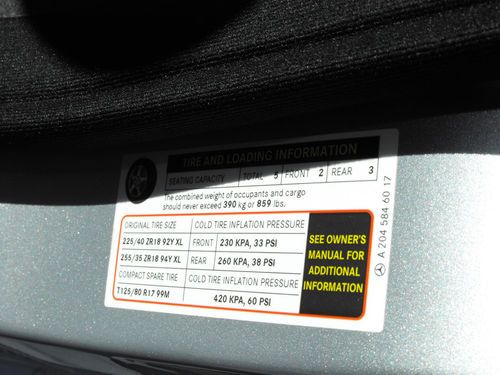 TIRE AND LOADING INFORMATION
SEATING CAPACITY TOTAL 5 FRONT 2 REAR 3
The combined weight of occupants and cargo
should never exceed 390 kg or 859 lbs.
ORIGINAL TIRE SIZE COLD TIRE INFLATION PRESSURE
225/40 ZR18 92Y XL FRONT 230 KPA, 33 PSI
255/35 ZR18 94Y XL REAR 260 KPA, 38 PSI
COMPACT SPARE TIRE COLD TIRE INFLATION PRESSURE
T125/80 R17 99M 420 KPA, 60 PSI
SEE OWNER'S
MANUAL FOR
ADDITIONAL
INFORMATION
A 204 584 60 17